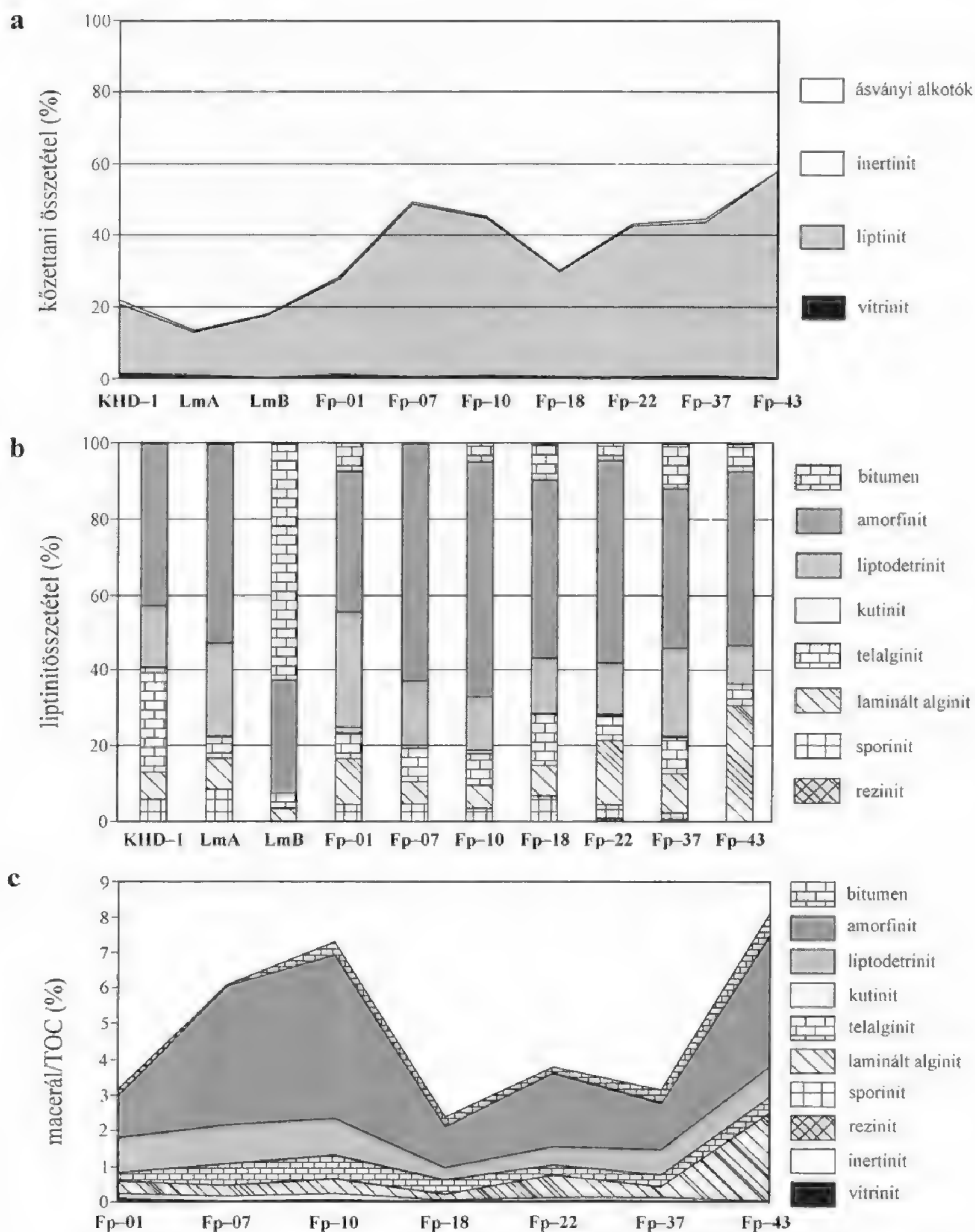 a
kőzettani összetétel (%)
100
80
60
40
20
0
KHD–1 LmA LmB Fp–01 Fp–07 Fp–10 Fp–18 Fp–22 Fp–37 Fp–43
ásványi alkotók
inertinit
liptinit
vitrinit
b
liptinitösszetétel (%)
100
80
60
40
20
0
KHD–1 LmA LmB Fp–01 Fp–07 Fp–10 Fp–18 Fp–22 Fp–37 Fp–43
bitumen
amorfinit
liptodetrinit
kutinit
telalginit
laminált alginit
sporinit
rezinit
c
macerál/TOC (%)
9
8
7
6
5
4
3
2
1
0
Fp–01 Fp–07 Fp–10 Fp–18 Fp–22 Fp–37 Fp–43
bitumen
amorfinit
liptodetrinit
kutinit
telalginit
laminált alginit
sporinit
rezinit
inertinit
vitrinit